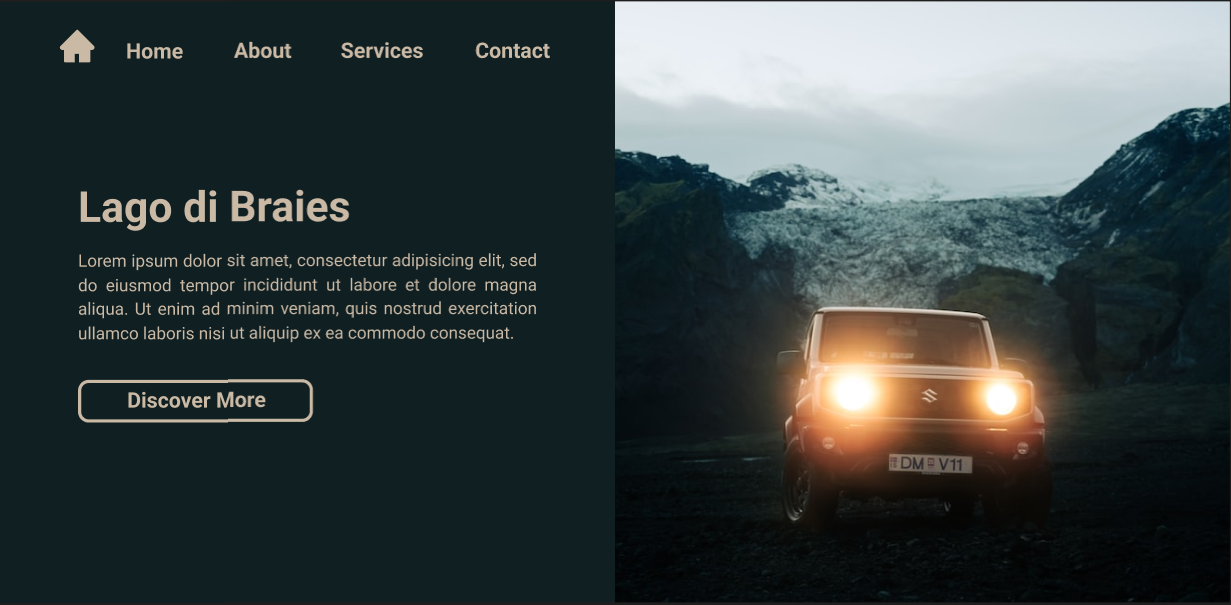 Home About Services Contact
Lago di Braies
Lorem ipsum dolor sit amet, consectetur adipisicing elit, sed
do eiusmod tempor incididunt ut labore et dolore magna
aliqua. Ut enim ad minim veniam, quis nostrud exercitation
ullamco laboris nisi ut aliquip ex ea commodo consequat.
Discover More
DM V11